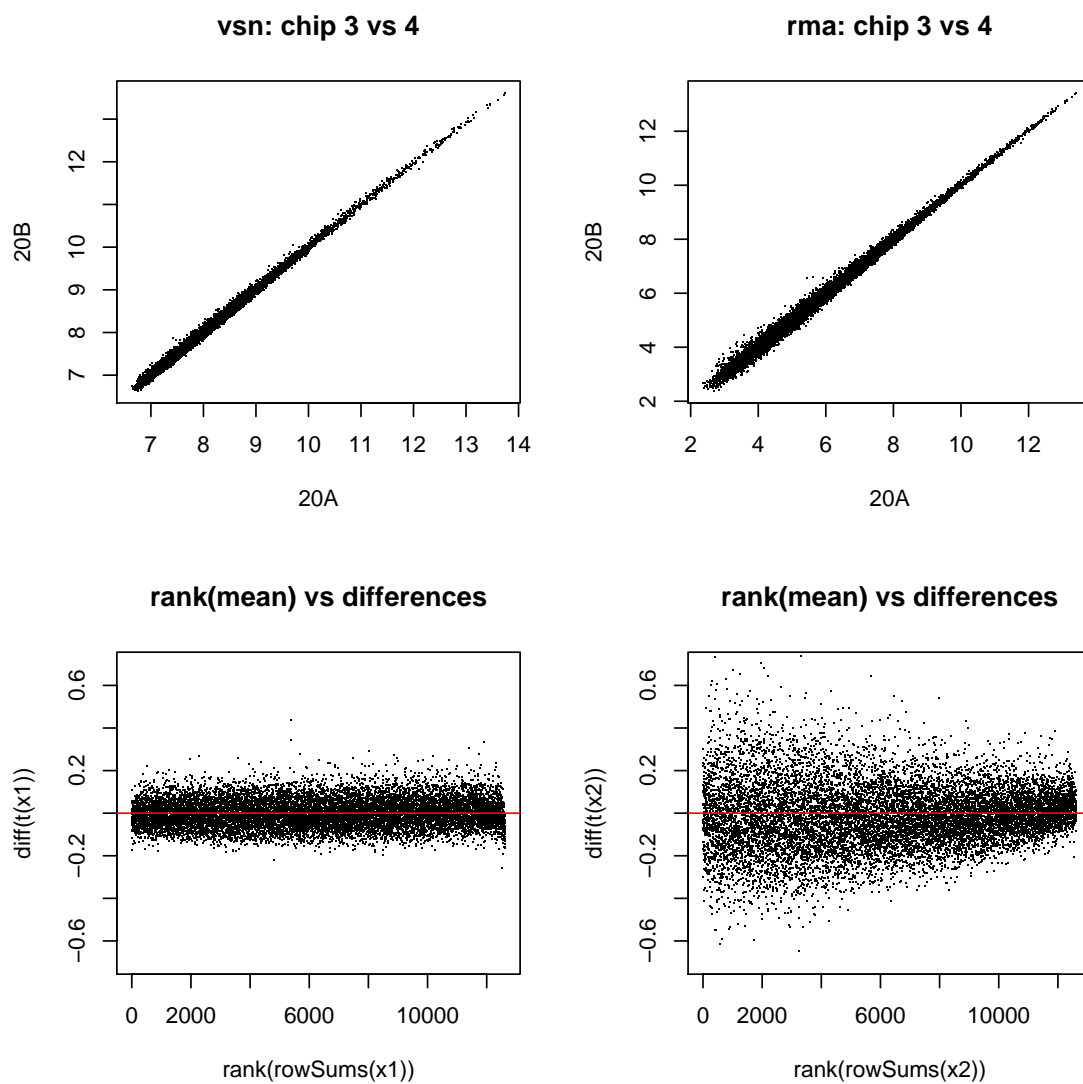 vsn: chip 3 vs 4
rma: chip 3 vs 4
20B
7 8 9 10 12
7 8 9 10 11 12 13 14
20A
20B
2 4 6 8 10 12
2 4 6 8 10 12
20A
rank(mean) vs differences
rank(mean) vs differences
diff(t(x1))
−0.6 −0.2 0.2 0.6
0 2000 6000 10000
rank(rowSums(x1))
diff(t(x2))
−0.6 −0.2 0.2 0.6
0 2000 6000 10000
rank(rowSums(x2))